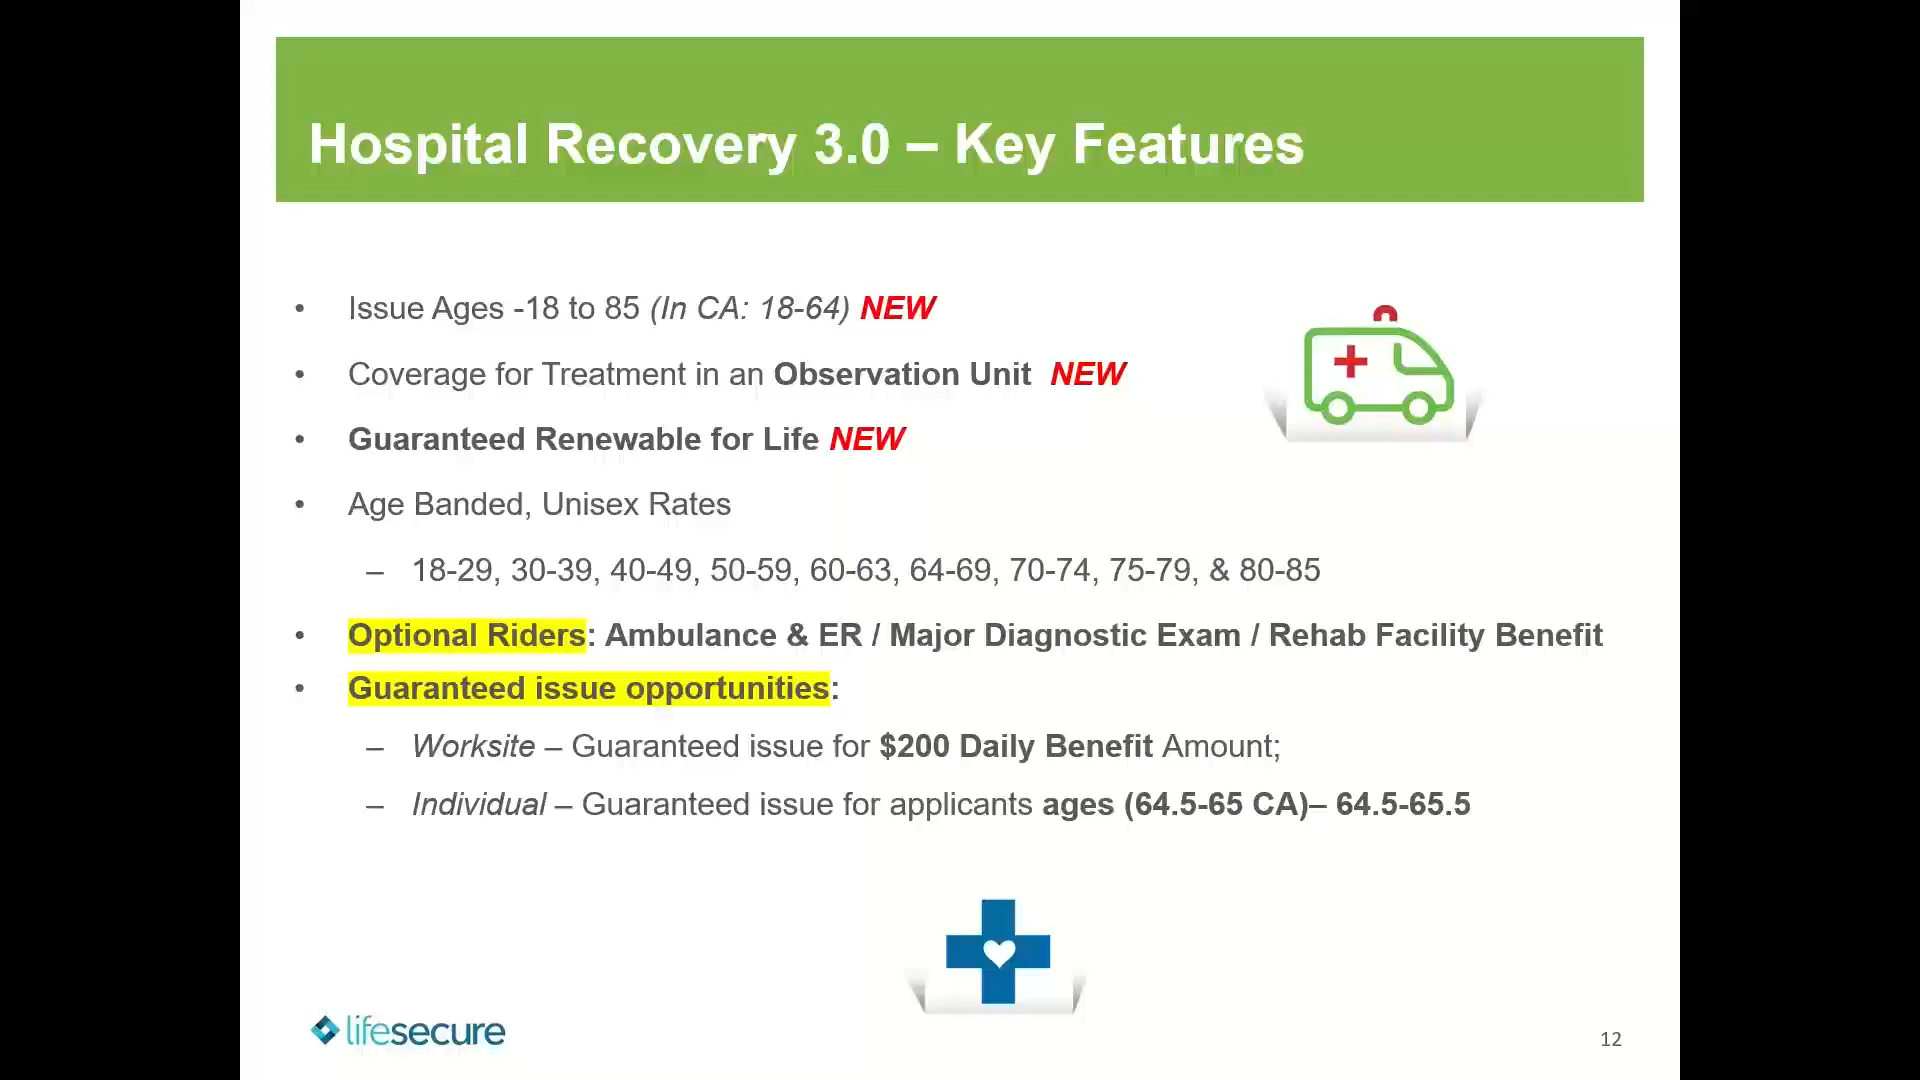 Hospital Recovery 3.0 – Key Features
• Issue Ages -18 to 85 (In CA: 18-64) NEW
• Coverage for Treatment in an Observation Unit NEW
• Guaranteed Renewable for Life NEW
• Age Banded, Unisex Rates
– 18-29, 30-39, 40-49, 50-59, 60-63, 64-69, 70-74, 75-79, & 80-85
• Optional Riders: Ambulance & ER / Major Diagnostic Exam / Rehab Facility Benefit
• Guaranteed issue opportunities:
– Worksite – Guaranteed issue for $200 Daily Benefit Amount;
– Individual – Guaranteed issue for applicants ages (64.5-65 CA)– 64.5-65.5
lifesecure
12